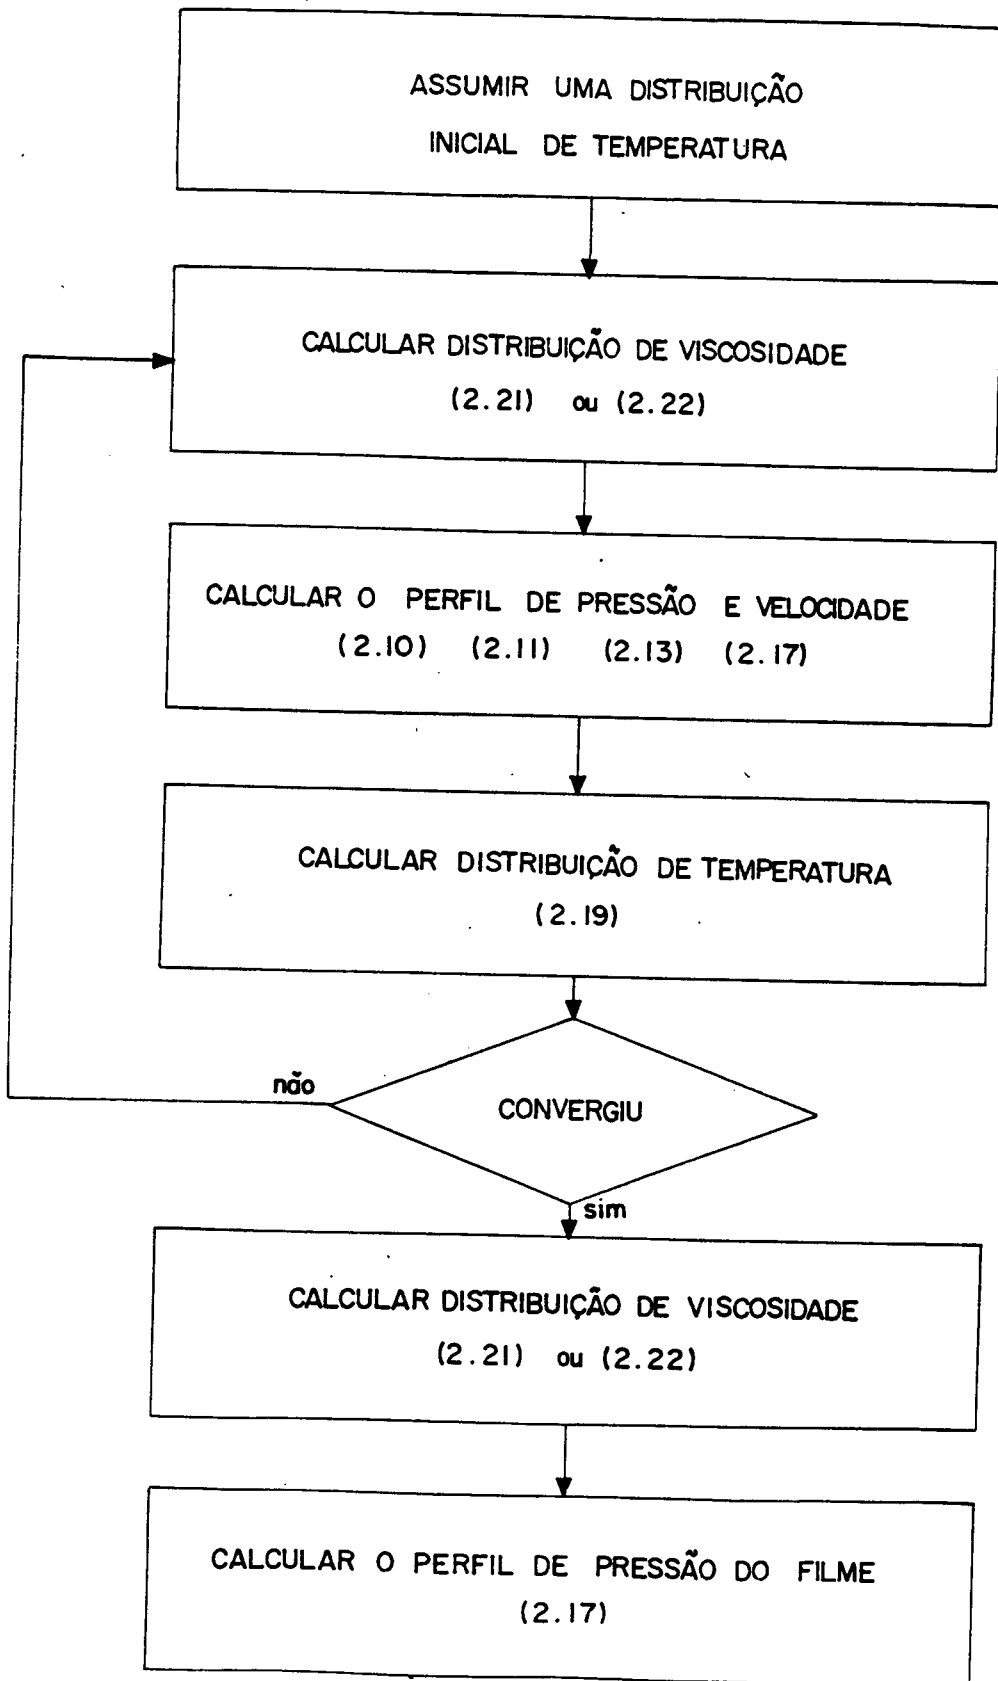 ASSUMIR UMA DISTRIBUIÇÃO
INICIAL DE TEMPERATURA
CALCULAR DISTRIBUIÇÃO DE VISCOSIDADE
(2.21) ou (2.22)
CALCULAR O PERFIL DE PRESSÃO E VELOCIDADE
(2.10) (2.11) (2.13) (2.17)
CALCULAR DISTRIBUIÇÃO DE TEMPERATURA
(2.19)
não
CONVERGIU
sim
CALCULAR DISTRIBUIÇÃO DE VISCOSIDADE
(2.21) ou (2.22)
CALCULAR O PERFIL DE PRESSÃO DO FILME
(2.17)